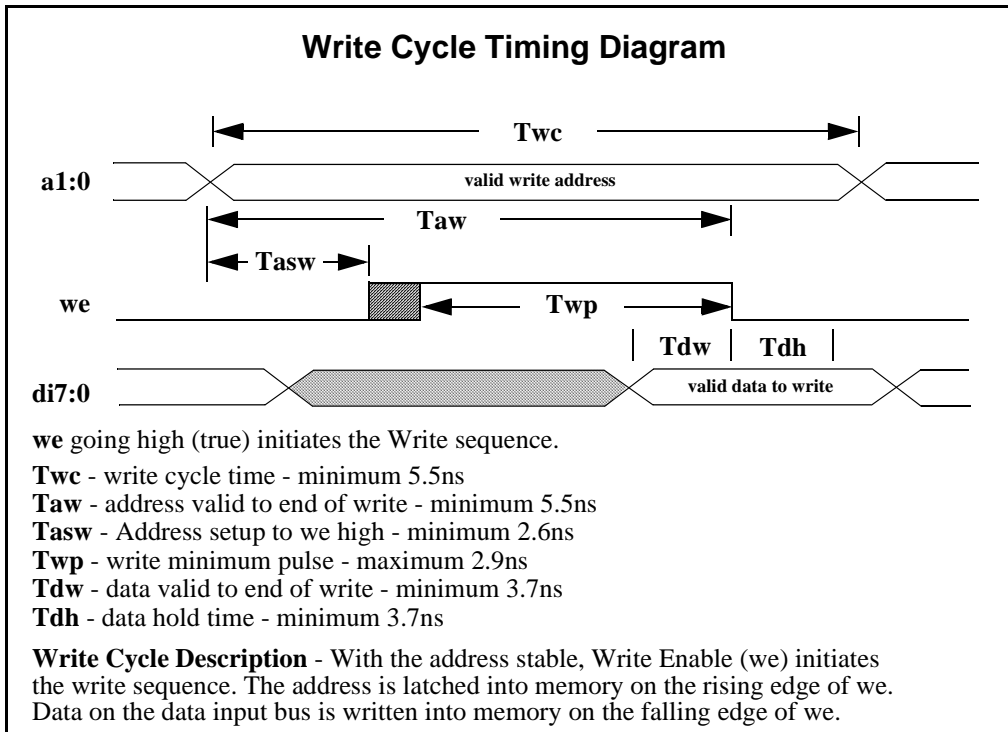 Write Cycle Timing Diagram
Twc
a1:0
valid write address
Taw
Tasw
we
Twp
Tdw
Tdh
di7:0
valid data to write
we going high (true) initiates the Write sequence.
Twc - write cycle time - minimum 5.5ns
Taw - address valid to end of write - minimum 5.5ns
Tasw - Address setup to we high - minimum 2.6ns
Twp - write minimum pulse - maximum 2.9ns
Tdw - data valid to end of write - minimum 3.7ns
Tdh - data hold time - minimum 3.7ns
Write Cycle Description - With the address stable, Write Enable (we) initiates
the write sequence. The address is latched into memory on the rising edge of we.
Data on the data input bus is written into memory on the falling edge of we.